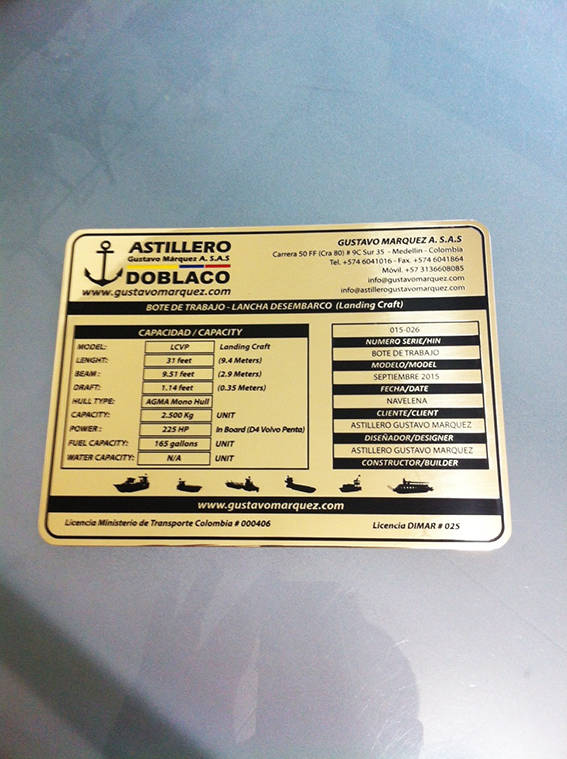 ASTILLERO
Gustavo Márquez A. S.A.S
DOBLACO
www.gustavomarquez.com
GUSTAVO MARQUEZ A. S.A.S
Carrera 50 FF (Cra 80) # 9C Sur 35 - Medellin - Colombia
Tel. +574 6041016 - Fax. +574 6041864
Móvil. +57 3136608085
info@gustavomarquez.com
info@astillerogustavomarquez.com
BOTE DE TRABAJO - LANCHA DESEMBARCO (Landing Craft)
CAPACIDAD / CAPACITY
MODEL: LCVP Landing Craft
LENGHT: 31 feet (9.4 Meters)
BEAM : 9.51 feet (2.9 Meters)
DRAFT: 1.14 feet (0.35 Meters)
HULL TYPE: AGMA Mono Hull
CAPACITY: 2.500 Kg UNIT
POWER : 225 HP In Board (D4 Volvo Penta)
FUEL CAPACITY: 165 gallons UNIT
WATER CAPACITY: N/A UNIT
015-026
NUMERO SERIE/HIN
BOTE DE TRABAJO
MODELO/MODEL
SEPTIEMBRE 2015
FECHA/DATE
NAVELENA
CLIENTE/CLIENT
ASTILLERO GUSTAVO MARQUEZ
DISEÑADOR/DESIGNER
ASTILLERO GUSTAVO MARQUEZ
CONSTRUCTOR/BUILDER
www.gustavomarquez.com
Licencia Ministerio de Transporte Colombia # 000406
Licencia DIMAR # 025